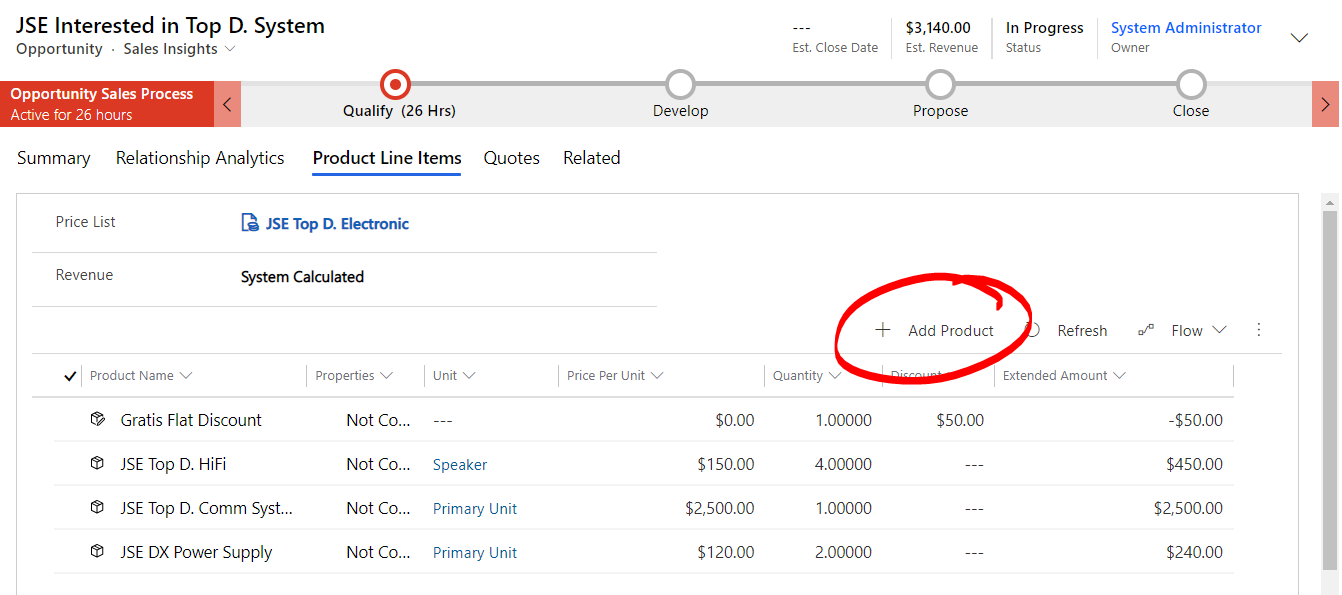 JSE Interested in Top D. System
Opportunity · Sales Insights
--- $3,140.00 In Progress System Administrator
Est. Close Date Est. Revenue Status Owner
Opportunity Sales Process
Active for 26 hours
Qualify (26 Hrs) Develop Propose Close
Summary Relationship Analytics Product Line Items Quotes Related
Price List JSE Top D. Electronic
Revenue System Calculated
+ Add Product Refresh Flow
Product Name Properties Unit Price Per Unit Quantity Discount Extended Amount
Gratis Flat Discount Not Co... --- $0.00 1.00000 $50.00 -$50.00
JSE Top D. HiFi Not Co... Speaker $150.00 4.00000 --- $450.00
JSE Top D. Comm Syst... Not Co... Primary Unit $2,500.00 1.00000 --- $2,500.00
JSE DX Power Supply Not Co... Primary Unit $120.00 2.00000 --- $240.00